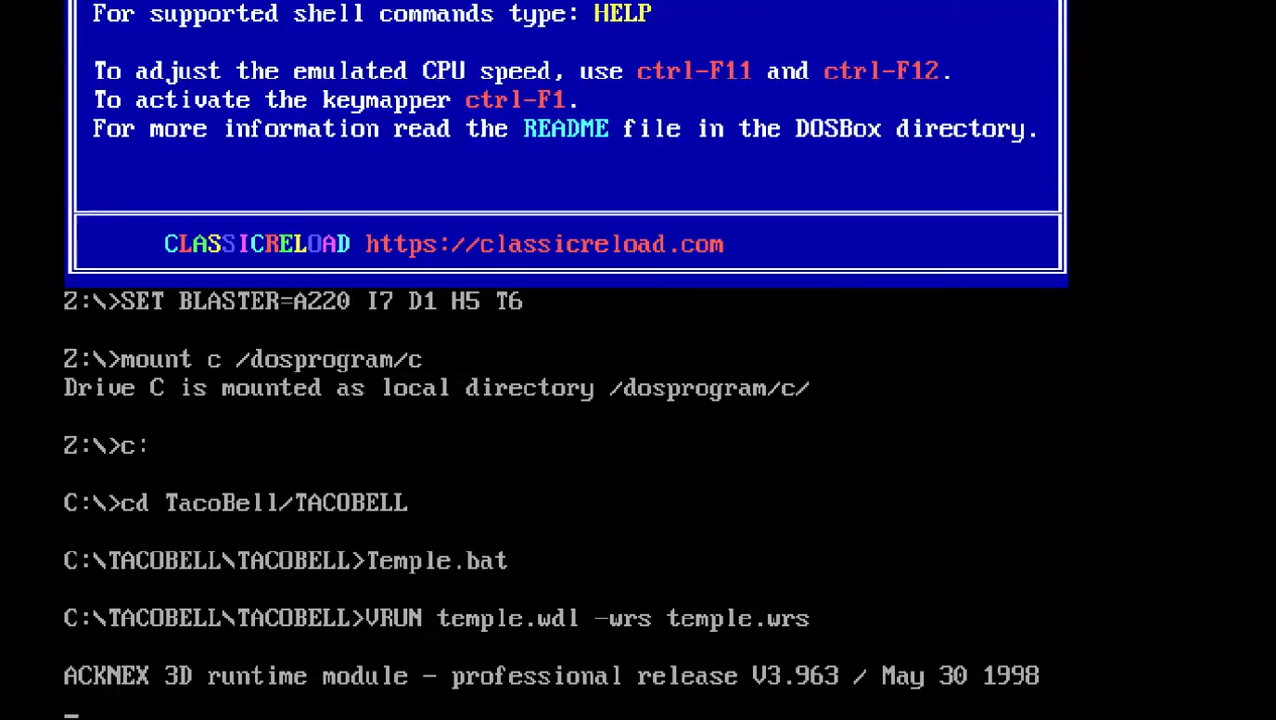 For supported shell commands type: HELP
To adjust the emulated CPU speed, use ctrl-F11 and ctrl-F12.
To activate the keymapper ctrl-F1.
For more information read the README file in the DOSBox directory.
CLASSICRELOAD https://classicreload.com
Z:\>SET BLASTER=A220 I7 D1 H5 T6
Z:\>mount c /dosprogram/c
Drive C is mounted as local directory /dosprogram/c/
Z:\>c:
C:\>cd TacoBell/TACOBELL
C:\TACOBELL\TACOBELL>Temple.bat
C:\TACOBELL\TACOBELL>VRUN temple.wdl -wrs temple.wrs
ACKNEX 3D runtime module - professional release V3.963 / May 30 1998